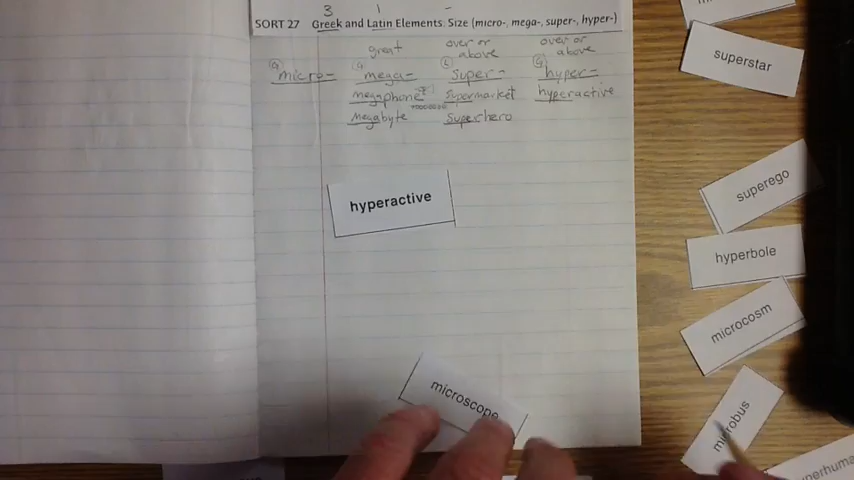 3 1
SORT 27 Greek and Latin Elements: Size (micro-, mega-, super-, hyper-)
great over or above over or above
G micro- G mega- L super- G hyper-
megaphone supermarket hyperactive
megabyte superhero
superstar
superego
hyperactive
hyperbole
microcosm
microscope
microbus